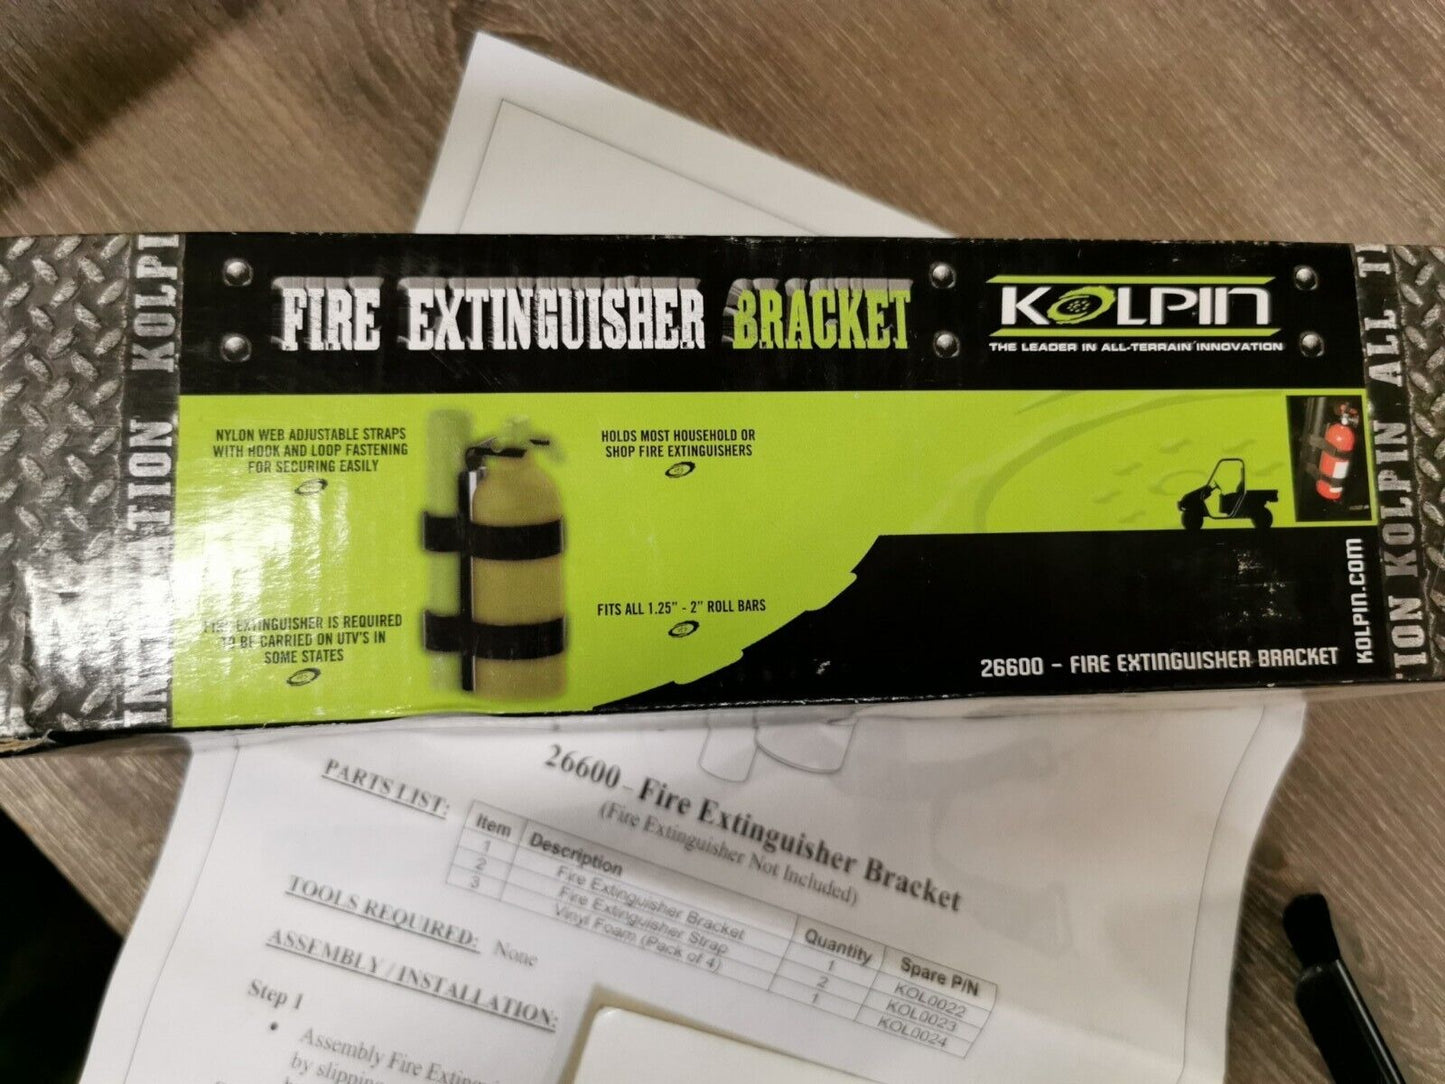 FIRE EXTINGUISHER BRACKET
KOLPIN
THE LEADER IN ALL-TERRAIN INNOVATION
NYLON WEB ADJUSTABLE STRAPS
WITH HOOK AND LOOP FASTENING
FOR SECURING EASILY
HOLDS MOST HOUSEHOLD OR
SHOP FIRE EXTINGUISHERS
FIRE EXTINGUISHER IS REQUIRED
TO BE CARRIED ON UTV'S IN
SOME STATES
FITS ALL 1.25" - 2" ROLL BARS
26600 - FIRE EXTINGUISHER BRACKET
KOLPIN.COM
KOLPI
ION KOLPIN ALL T
26600 - Fire Extinguisher Bracket
(Fire Extinguisher Not Included)
PARTS LIST:
Item Description Quantity Spare P/N
1 Fire Extinguisher Bracket 1 KOL0022
2 Fire Extinguisher Strap 2 KOL0023
3 Vinyl Foam (Pack of 4) 1 KOL0024
TOOLS REQUIRED: None
ASSEMBLY / INSTALLATION:
Step 1
• Assembly Fire
by